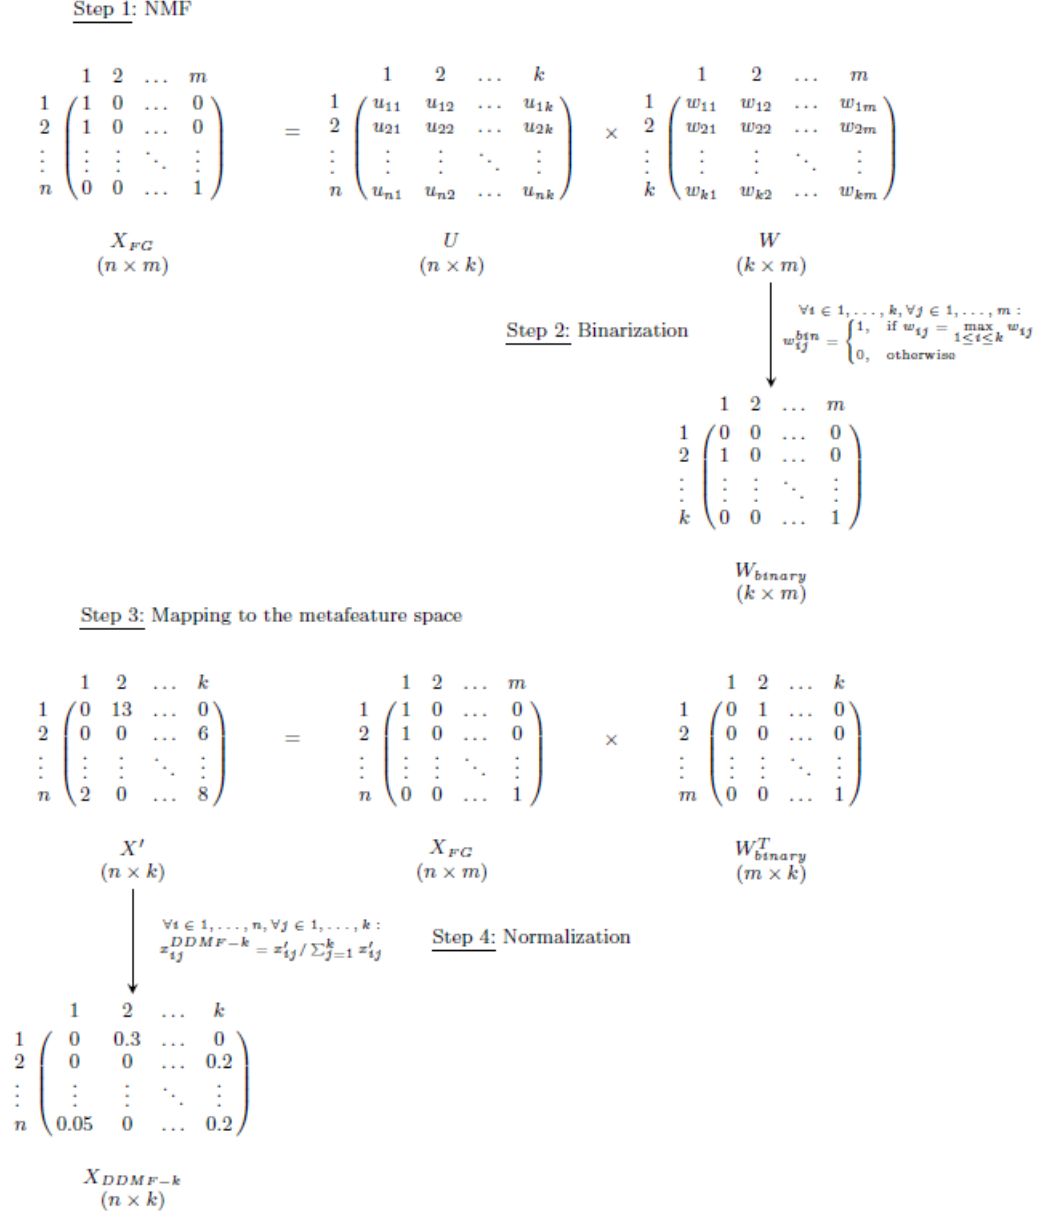 Step 1: NMF
1 2 … m 1 2 … k 1 2 … m
1 1 0 … 0 1 u₁₁ u₁₂ … u₁ₖ 1 w₁₁ w₁₂ … w₁ₘ
2 1 0 … 0 = 2 u₂₁ u₂₂ … u₂ₖ × 2 w₂₁ w₂₂ … w₂ₘ
⋮ ⋮ ⋮ ⋱ ⋮ ⋮ ⋮ ⋮ ⋱ ⋮ ⋮ ⋮ ⋮ ⋱ ⋮
n 0 0 … 1 n uₙ₁ uₙ₂ … uₙₖ k wₖ₁ wₖ₂ … wₖₘ
X_FG U W
(n × m) (n × k) (k × m)
∀i ∈ 1, …, k, ∀j ∈ 1, …, m :
Step 2: Binarization
w_ij^bin = { 1, if w_ij = max_{1≤i≤k} w_ij
0, otherwise
1 2 … m
1 0 0 … 0
2 1 0 … 0
⋮ ⋮ ⋮ ⋱ ⋮
k 0 0 … 1
W_binary
(k × m)
Step 3: Mapping to the metafeature space
1 2 … k 1 2 … m 1 2 … k
1 0 13 … 0 1 1 0 … 0 1 0 1 … 0
2 0 0 … 6 = 2 1 0 … 0 × 2 0 0 … 0
⋮ ⋮ ⋮ ⋱ ⋮ ⋮ ⋮ ⋮ ⋱ ⋮ ⋮ ⋮ ⋮ ⋱ ⋮
n 2 0 … 8 n 0 0 … 1 m 0 0 … 1
X′ X_FG W_binary^T
(n × k) (n × m) (m × k)
∀i ∈ 1, …, n, ∀j ∈ 1, …, k :
x_ij^{DDMF−k} = x′_ij / Σ_{j=1}^k x′_ij
Step 4: Normalization
1 2 … k
1 0 0.3 … 0
2 0 0 … 0.2
⋮ ⋮ ⋮ ⋱ ⋮
n 0.05 0 … 0.2
X_DDMF−k
(n × k)